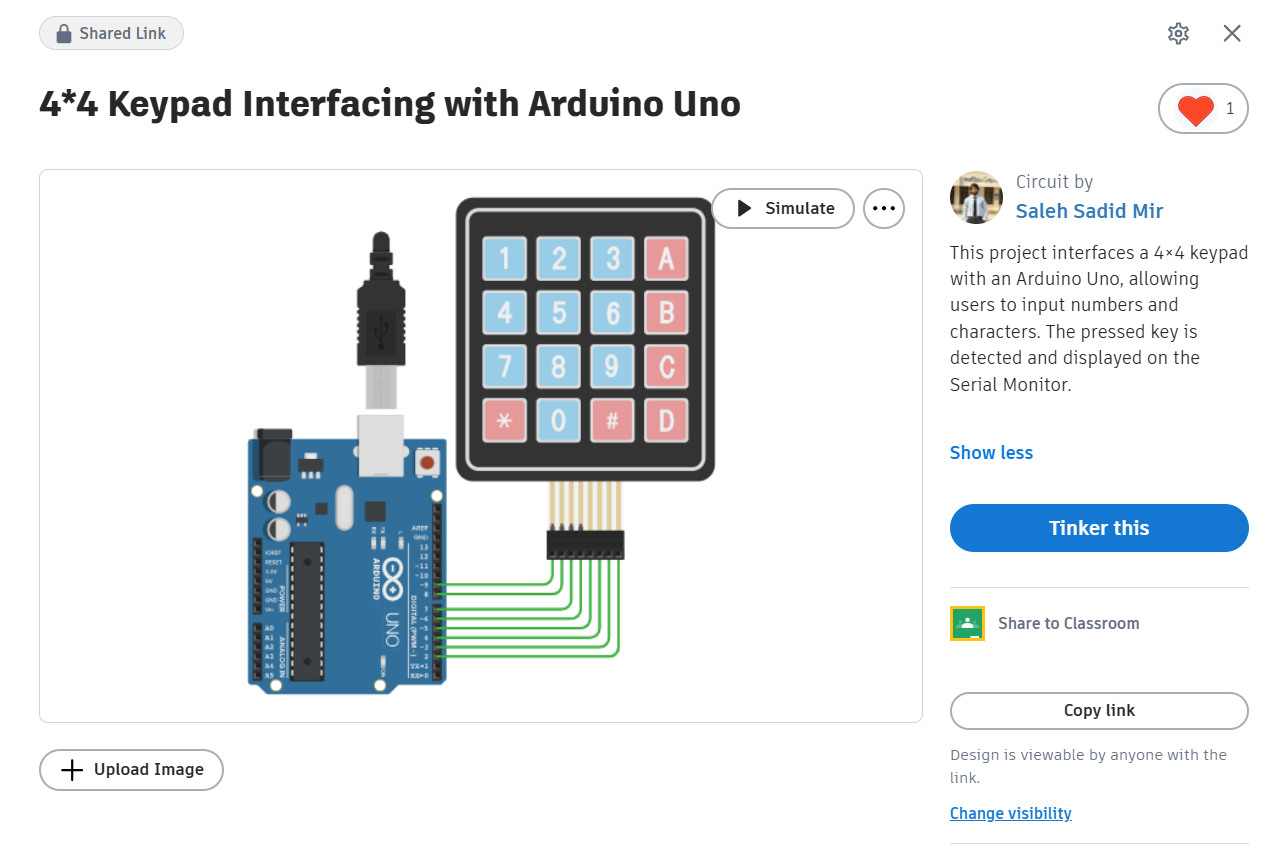 Shared Link
4*4 Keypad Interfacing with Arduino Uno
1
Simulate
1 2 3 A
4 5 6 B
7 8 9 C
* 0 # D
AREF
GND
13
12
~11
~10
~9
8
7
~6
~5
4
~3
2
TX→1
RX←0
DIGITAL (PWM~)
IOREF
RESET
3.3V
5V
GND
GND
Vin
POWER
A0
A1
A2
A3
A4
A5
ANALOG IN
RX
TX
L
ON
ARDUINO
UNO
Circuit by
Saleh Sadid Mir
This project interfaces a 4×4 keypad
with an Arduino Uno, allowing
users to input numbers and
characters. The pressed key is
detected and displayed on the
Serial Monitor.
Show less
Tinker this
Share to Classroom
Copy link
Design is viewable by anyone with the
link.
Change visibility
Upload Image